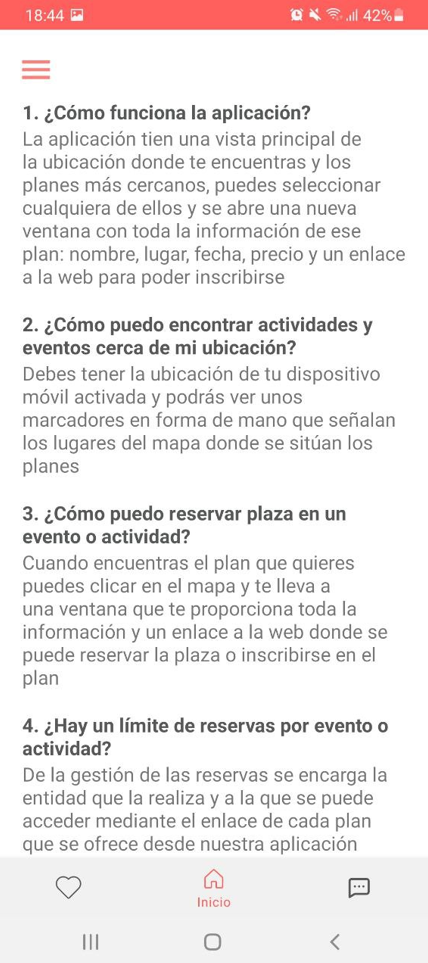 18:44
42%
1. ¿Cómo funciona la aplicación?
La aplicación tien una vista principal de
la ubicación donde te encuentras y los
planes más cercanos, puedes seleccionar
cualquiera de ellos y se abre una nueva
ventana con toda la información de ese
plan: nombre, lugar, fecha, precio y un enlace
a la web para poder inscribirse
2. ¿Cómo puedo encontrar actividades y
eventos cerca de mi ubicación?
Debes tener la ubicación de tu dispositivo
móvil activada y podrás ver unos
marcadores en forma de mano que señalan
los lugares del mapa donde se sitúan los
planes
3. ¿Cómo puedo reservar plaza en un
evento o actividad?
Cuando encuentras el plan que quieres
puedes clicar en el mapa y te lleva a
una ventana que te proporciona toda la
información y un enlace a la web donde se
puede reservar la plaza o inscribirse en el
plan
4. ¿Hay un límite de reservas por evento o
actividad?
De la gestión de las reservas se encarga la
entidad que la realiza y a la que se puede
acceder mediante el enlace de cada plan
que se ofrece desde nuestra aplicación
Inicio